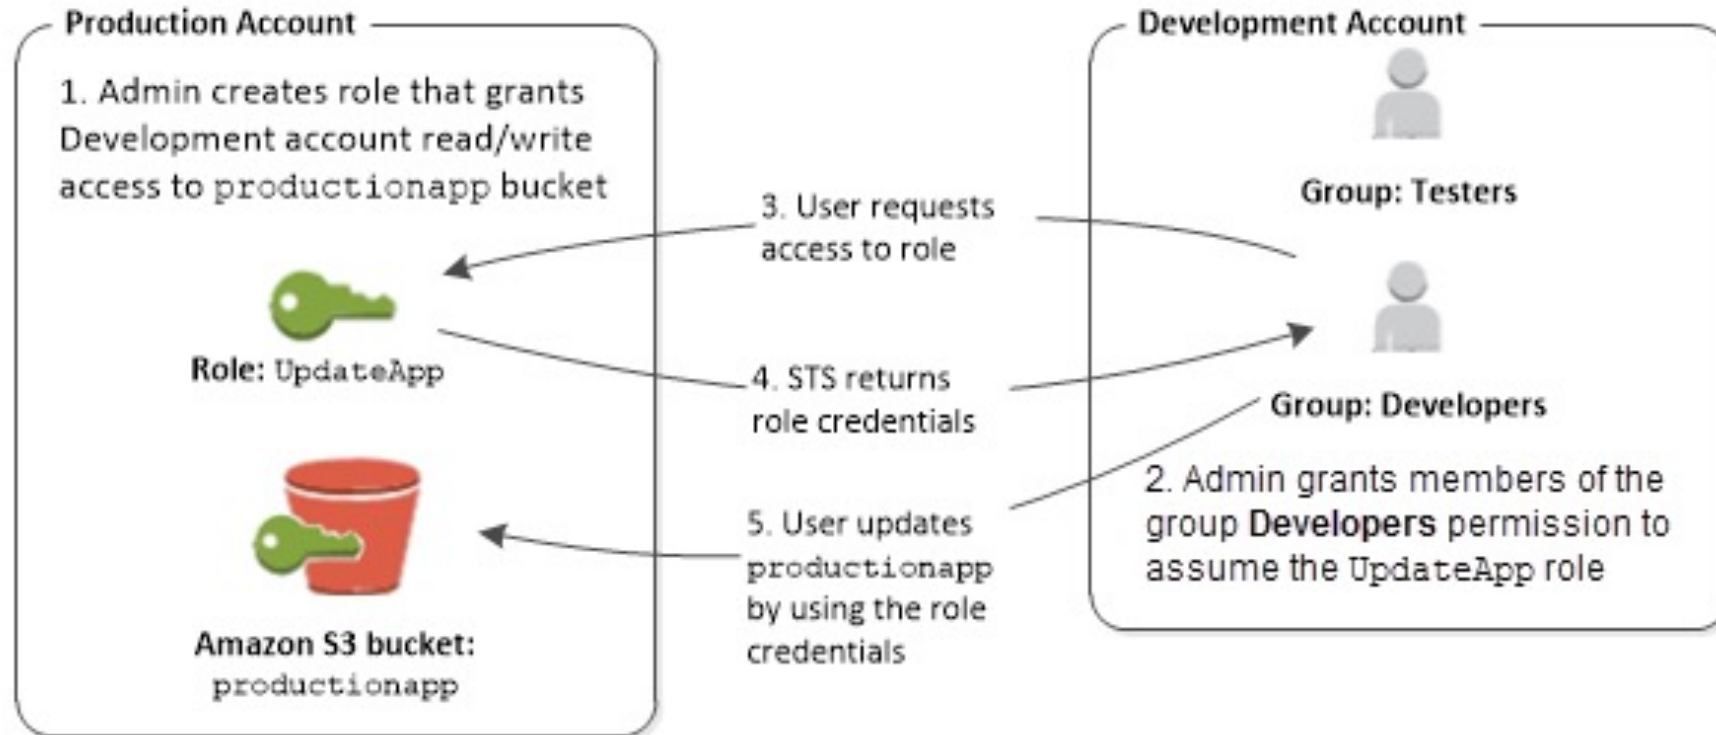 Production Account
1. Admin creates role that grants
Development account read/write
access to productionapp bucket
Role: UpdateApp
Amazon S3 bucket:
productionapp
3. User requests
access to role
4. STS returns
role credentials
5. User updates
productionapp
by using the role
credentials
Development Account
Group: Testers
Group: Developers
2. Admin grants members of the
group Developers permission to
assume the UpdateApp role